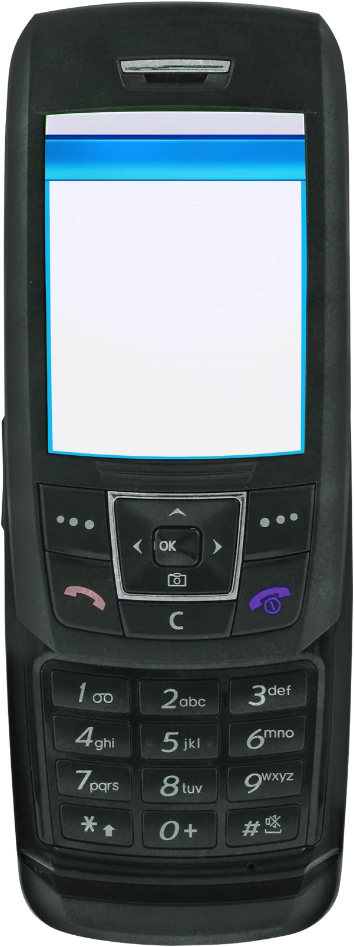 OK
C
1 2abc 3def
4ghi 5jkl 6mno
7pqrs 8tuv 9wxyz
* 0+ #